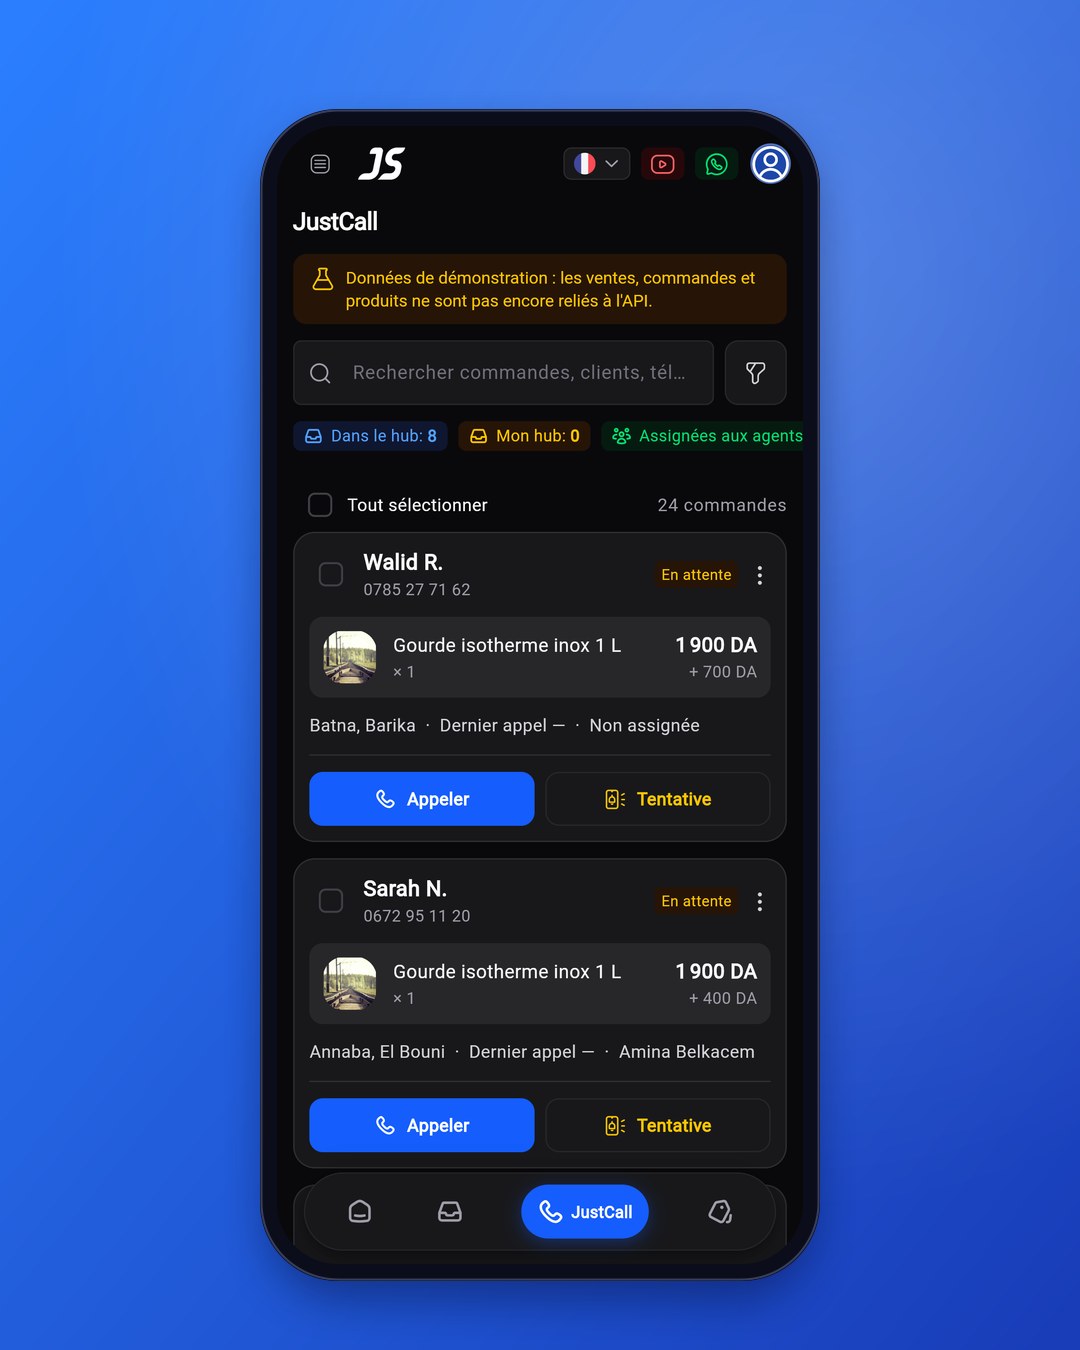 JS
JustCall
Données de démonstration : les ventes, commandes et
produits ne sont pas encore reliés à l'API.
Rechercher commandes, clients, tél...
Dans le hub: 8
Mon hub: 0
Assignées aux agents
Tout sélectionner
24 commandes
Walid R.
0785 27 71 62
En attente
Gourde isotherme inox 1 L
1 900 DA
× 1
+ 700 DA
Batna, Barika · Dernier appel — · Non assignée
Appeler
Tentative
Sarah N.
0672 95 11 20
En attente
Gourde isotherme inox 1 L
1 900 DA
× 1
+ 400 DA
Annaba, El Bouni · Dernier appel — · Amina Belkacem
Appeler
Tentative
JustCall